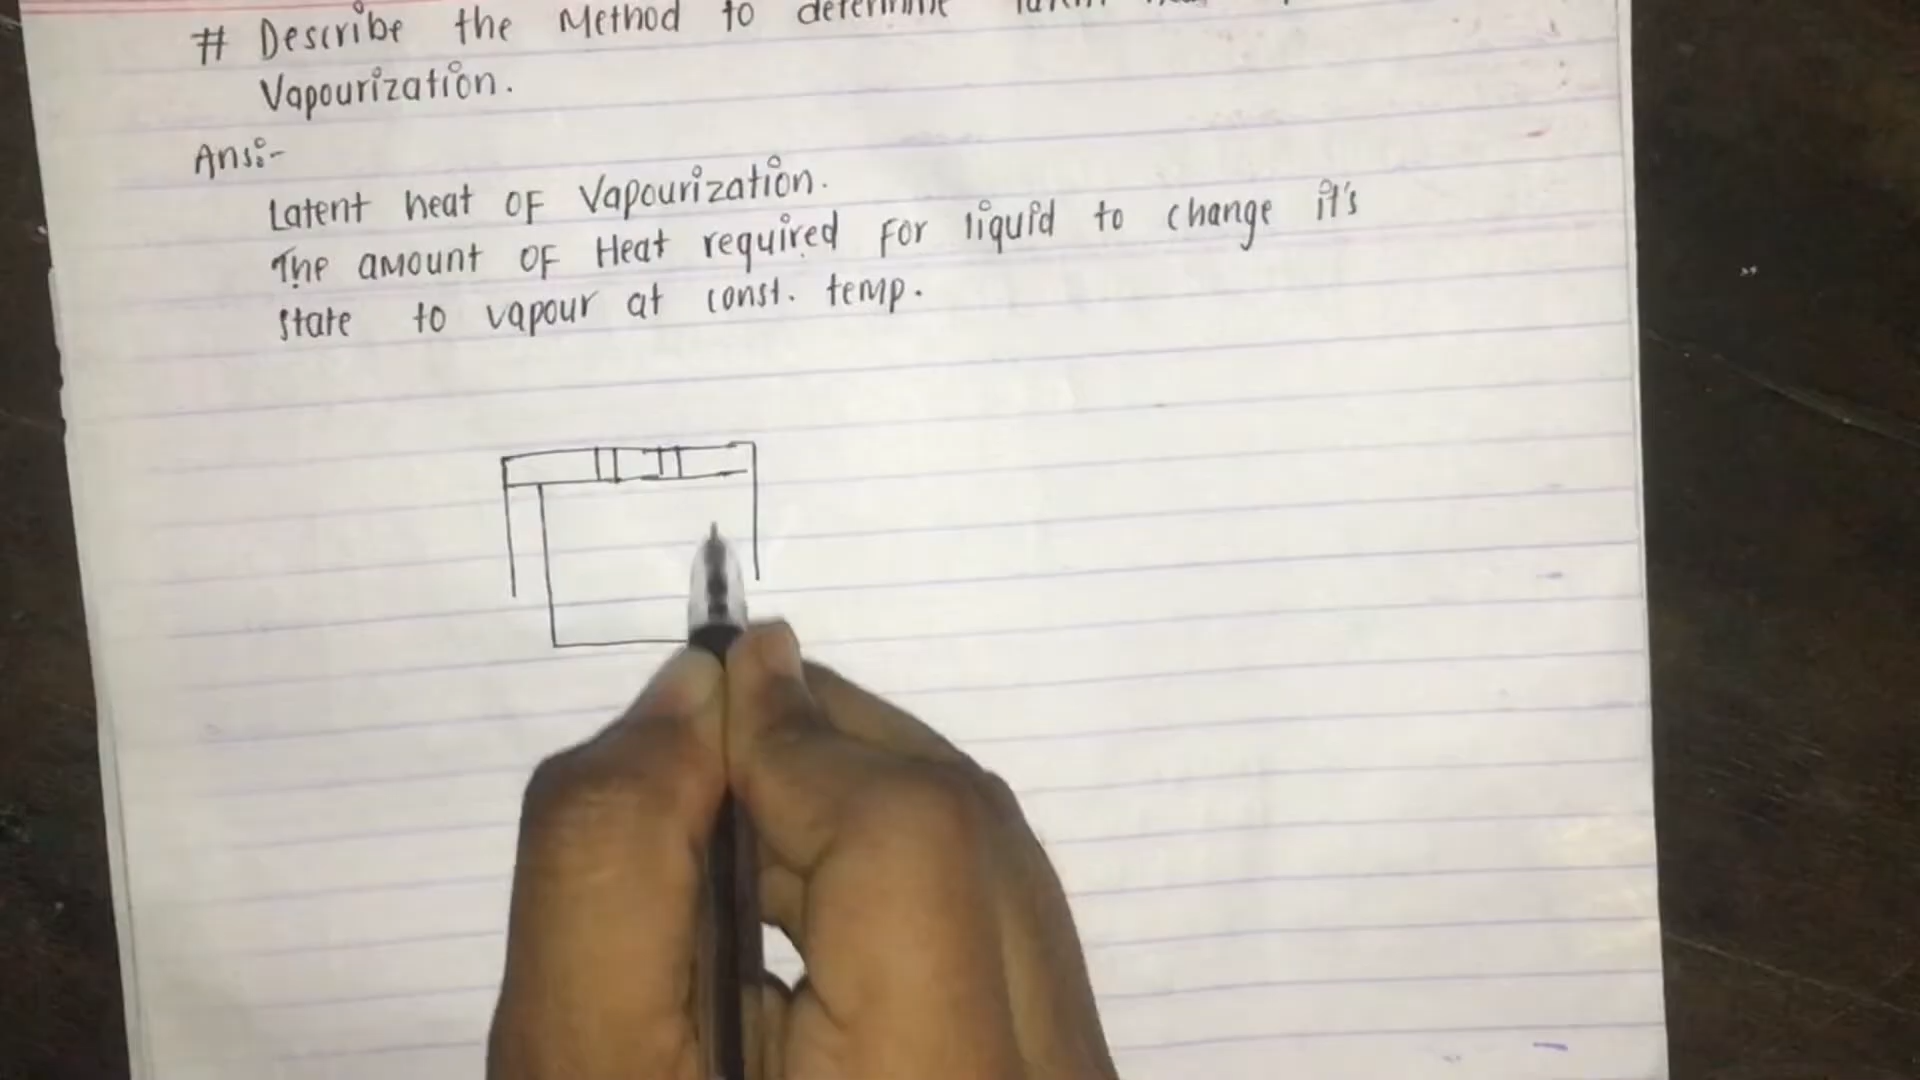 # Describe the Method to determine
Vapourization.
Ans:-
Latent heat of Vapourization.
The amount of Heat required for liquid to change it's
state to vapour at const. temp.